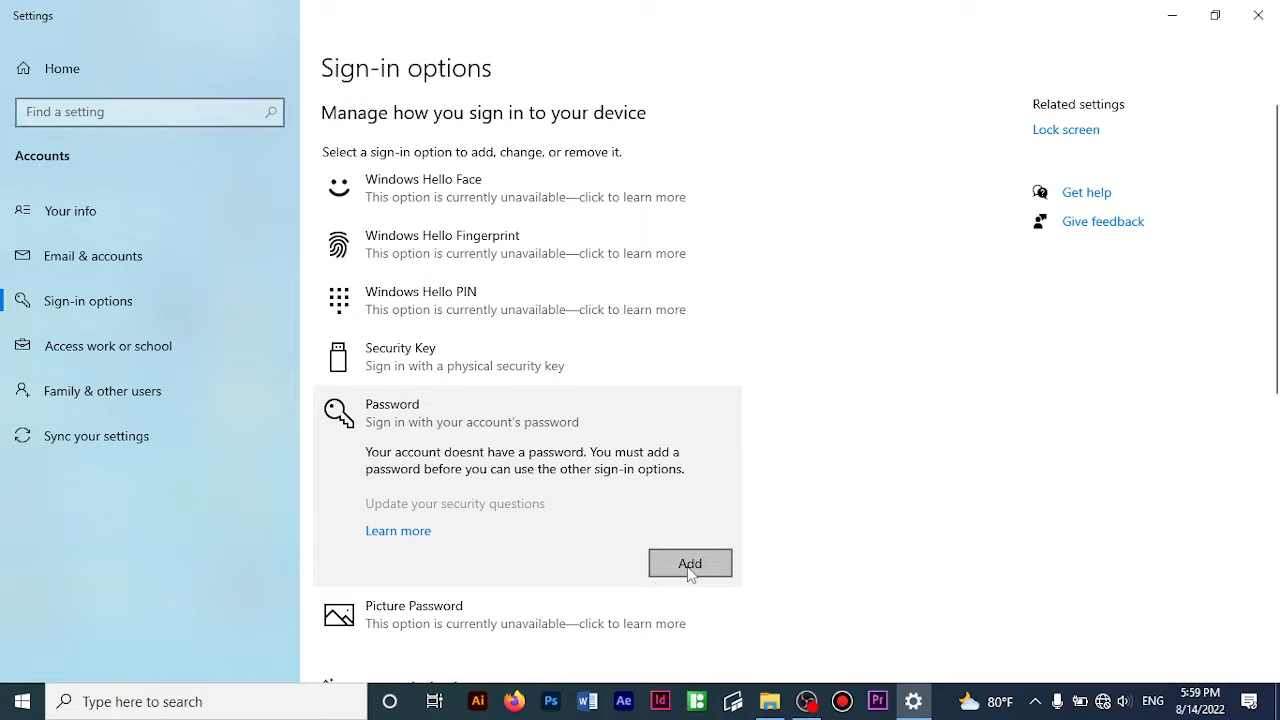 Settings
Home
Find a setting
Accounts
Your info
Email & accounts
Sign-in options
Access work or school
Family & other users
Sync your settings
Sign-in options
Manage how you sign in to your device
Select a sign-in option to add, change, or remove it.
Windows Hello Face
This option is currently unavailable—click to learn more
Windows Hello Fingerprint
This option is currently unavailable—click to learn more
Windows Hello PIN
This option is currently unavailable—click to learn more
Security Key
Sign in with a physical security key
Password
Sign in with your account's password
Your account doesnt have a password. You must add a
password before you can use the other sign-in options.
Update your security questions
Learn more
Add
Picture Password
This option is currently unavailable—click to learn more
Related settings
Lock screen
Get help
Give feedback
Type here to search
Ai
Ps
W
Ae
Id
Pr
80°F
ENG
5:59 PM
8/14/2022